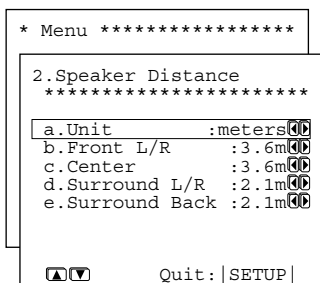 * Menu *****************
2.Speaker Distance
***********************
a.Unit :meters
b.Front L/R :3.6m
c.Center :3.6m
d.Surround L/R :2.1m
e.Surround Back :2.1m
Quit:|SETUP|